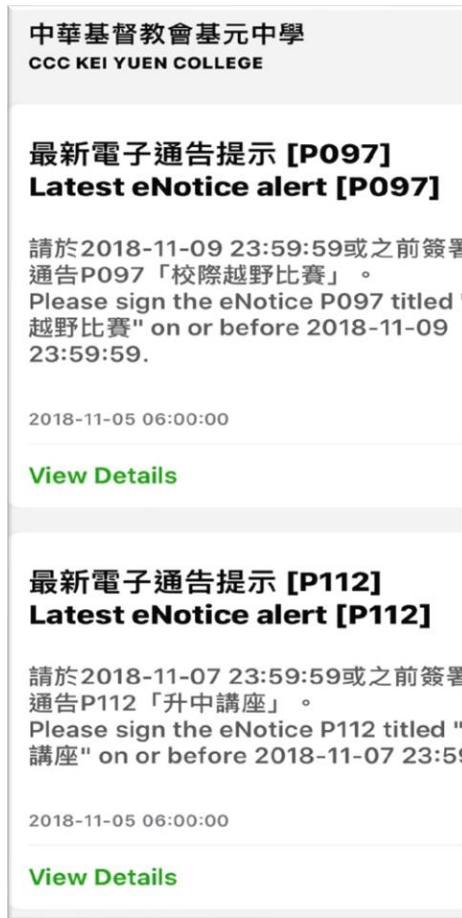 中華基督教會基元中學
CCC KEI YUEN COLLEGE
最新電子通告提示 [P097]
Latest eNotice alert [P097]
請於2018-11-09 23:59:59或之前簽署
通告P097「校際越野比賽」。
Please sign the eNotice P097 titled "
越野比賽" on or before 2018-11-09
23:59:59.
2018-11-05 06:00:00
View Details
最新電子通告提示 [P112]
Latest eNotice alert [P112]
請於2018-11-07 23:59:59或之前簽署
通告P112「升中講座」。
Please sign the eNotice P112 titled "
講座" on or before 2018-11-07 23:59
2018-11-05 06:00:00
View Details